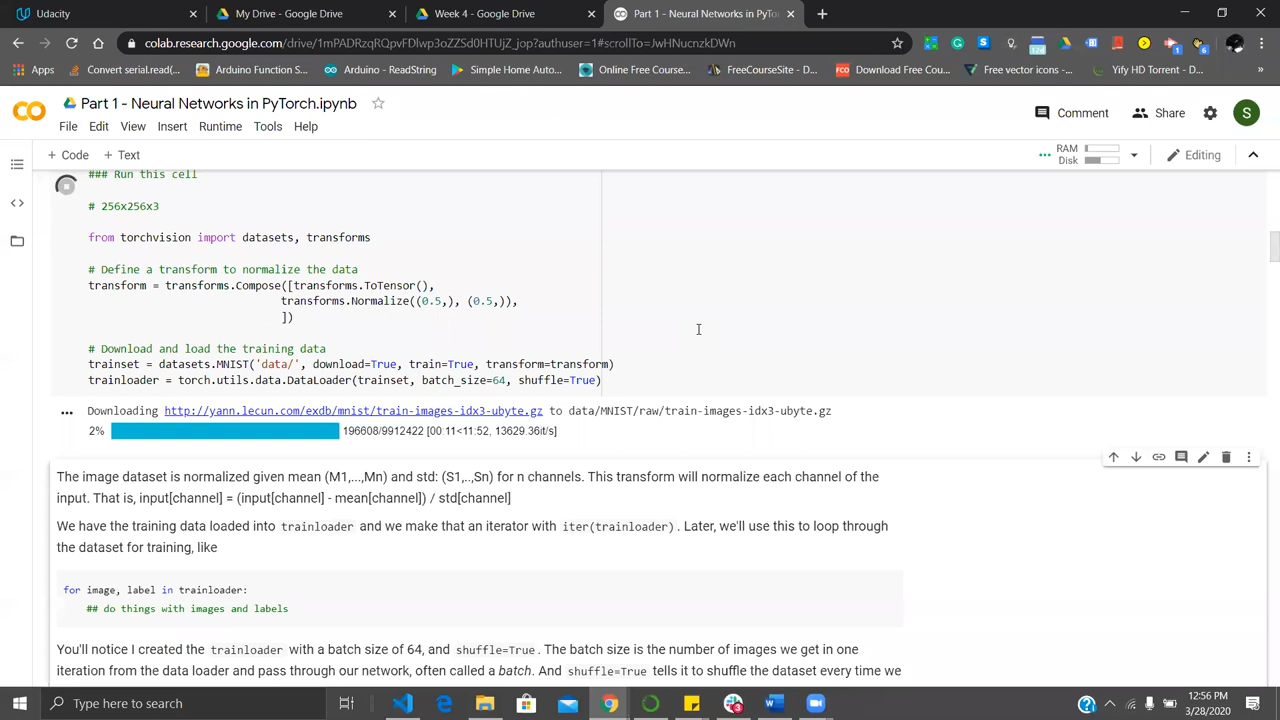 Udacity
My Drive - Google Drive
Week 4 - Google Drive
Part 1 - Neural Networks in PyTor
colab.research.google.com/drive/1mPADRzqRQpvFDlwp3oZZSd0HTUjZ_jop?authuser=1#scrollTo=JwHNucnzkDWn
Apps
Convert serial.read(...
Arduino Function S...
Arduino - ReadString
Simple Home Auto...
Online Free Course...
FreeCourseSite - D...
Download Free Cou...
Free vector icons -...
Yify HD Torrent - D...
Part 1 - Neural Networks in PyTorch.ipynb
Comment
Share
S
File Edit View Insert Runtime Tools Help
+ Code + Text
RAM
Disk
Editing
### Run this cell
# 256x256x3
from torchvision import datasets, transforms
# Define a transform to normalize the data
transform = transforms.Compose([transforms.ToTensor(),
transforms.Normalize((0.5,), (0.5,)),
])
# Download and load the training data
trainset = datasets.MNIST('data/', download=True, train=True, transform=transform)
trainloader = torch.utils.data.DataLoader(trainset, batch_size=64, shuffle=True)
Downloading http://yann.lecun.com/exdb/mnist/train-images-idx3-ubyte.gz to data/MNIST/raw/train-images-idx3-ubyte.gz
2% 196608/9912422 [00:11<11:52, 13629.36it/s]
The image dataset is normalized given mean (M1,...,Mn) and std: (S1,..,Sn) for n channels. This transform will normalize each channel of the
input. That is, input[channel] = (input[channel] - mean[channel]) / std[channel]
We have the training data loaded into trainloader and we make that an iterator with iter(trainloader). Later, we'll use this to loop through
the dataset for training, like
for image, label in trainloader:
## do things with images and labels
You'll notice I created the trainloader with a batch size of 64, and shuffle=True. The batch size is the number of images we get in one
iteration from the data loader and pass through our network, often called a batch. And shuffle=True tells it to shuffle the dataset every time we
Type here to search
12:56 PM
3/28/2020